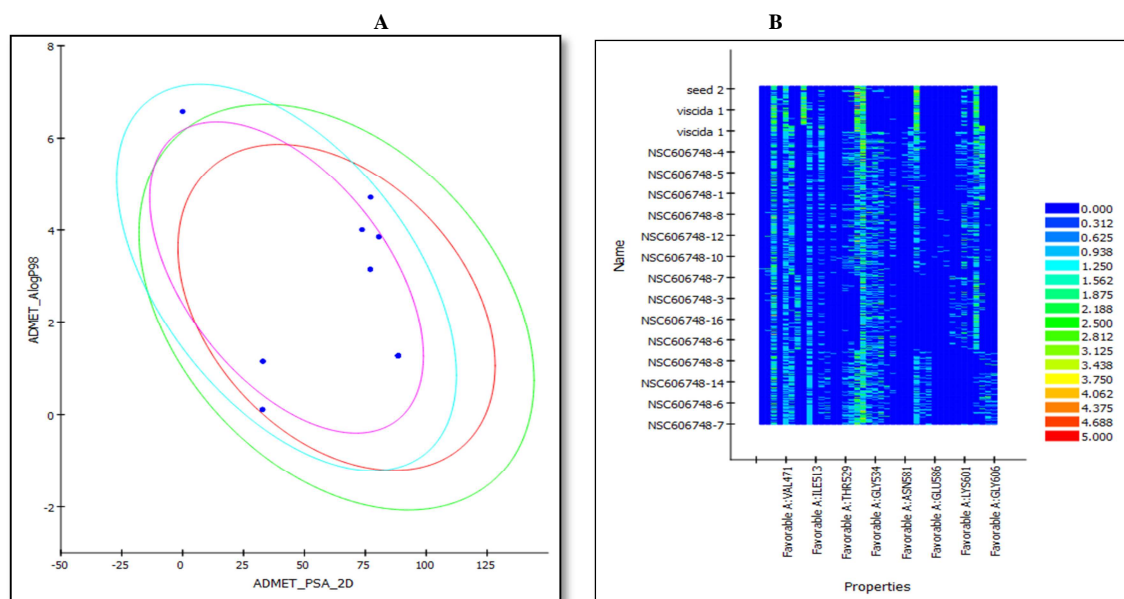 A
8
6
4
2
0
-2
ADMET_AlogP98
-50
-25
0
25
50
75
100
125
ADMET_PSA_2D
B
seed 2
viscida 1
viscida 1
NSC606748-4
NSC606748-5
NSC606748-1
NSC606748-8
NSC606748-12
NSC606748-10
NSC606748-7
NSC606748-3
NSC606748-16
NSC606748-6
NSC606748-8
NSC606748-14
NSC606748-6
NSC606748-7
Name
Favorable A:VAL471
Favorable A:ILE513
Favorable A:THR529
Favorable A:GLY534
Favorable A:ASN581
Favorable A:GLU586
Favorable A:LYS601
Favorable A:GLY606
Properties
0.000
0.312
0.625
0.938
1.250
1.562
1.875
2.188
2.500
2.812
3.125
3.438
3.750
4.062
4.375
4.688
5.000